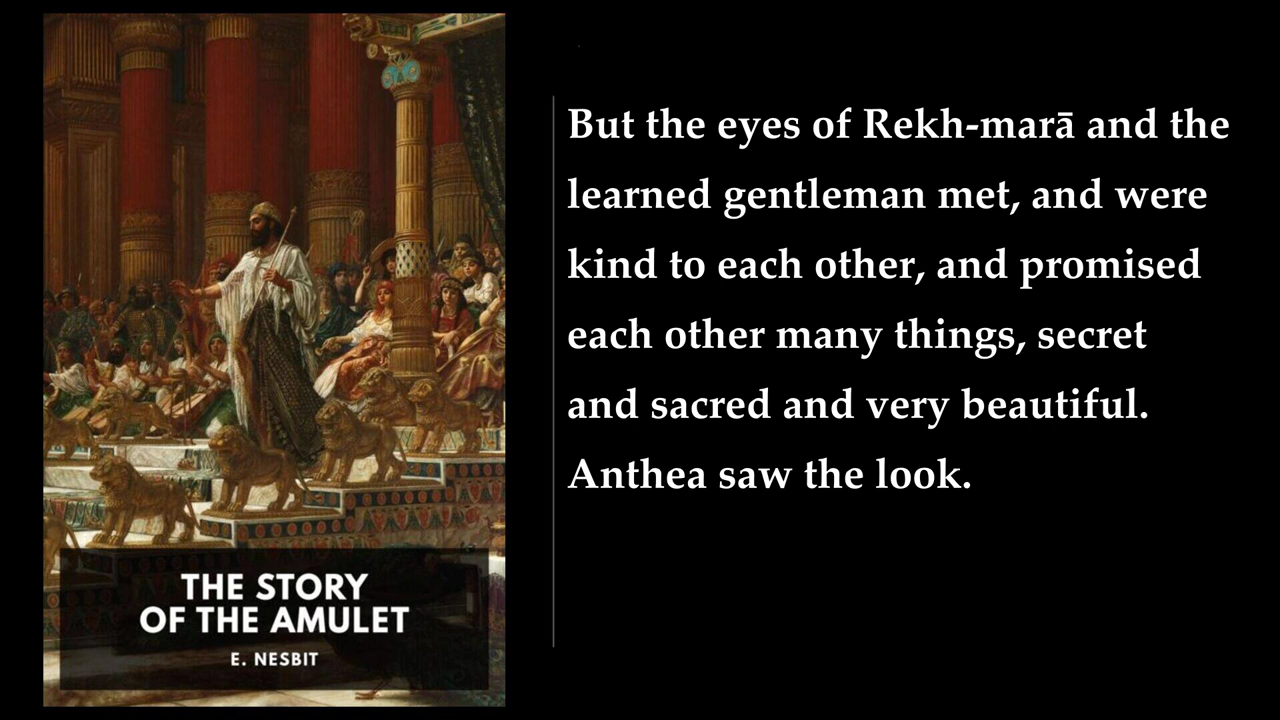 THE STORY
OF THE AMULET
E. NESBIT
But the eyes of Rekh-marā and the
learned gentleman met, and were
kind to each other, and promised
each other many things, secret
and sacred and very beautiful.
Anthea saw the look.